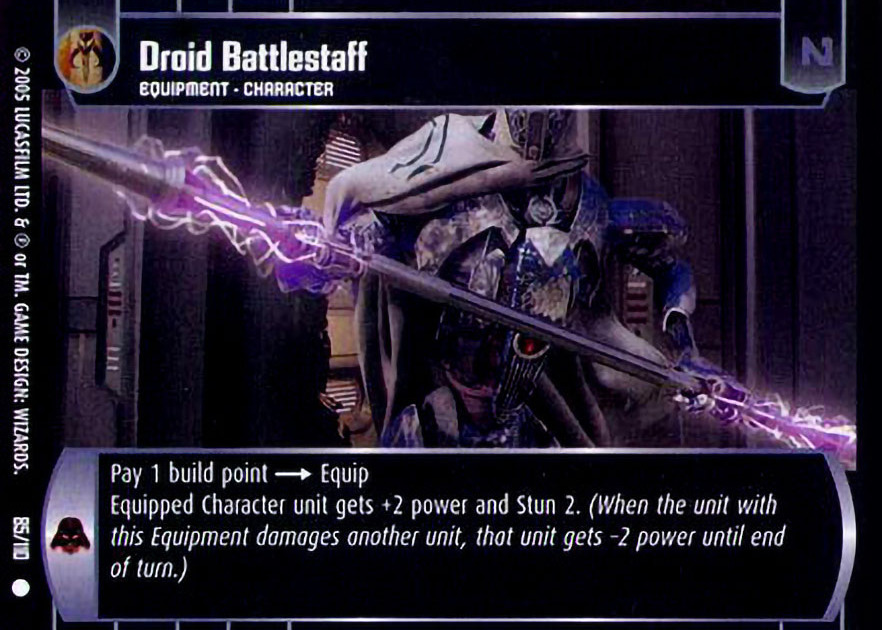 Droid Battlestaff
N
EQUIPMENT - CHARACTER
Pay 1 build point → Equip
Equipped Character unit gets +2 power and Stun 2. (When the unit with
this Equipment damages another unit, that unit gets -2 power until end
of turn.)
© 2005 LUCASFILM LTD. & ® or TM. GAME DESIGN: WIZARDS.
85/110